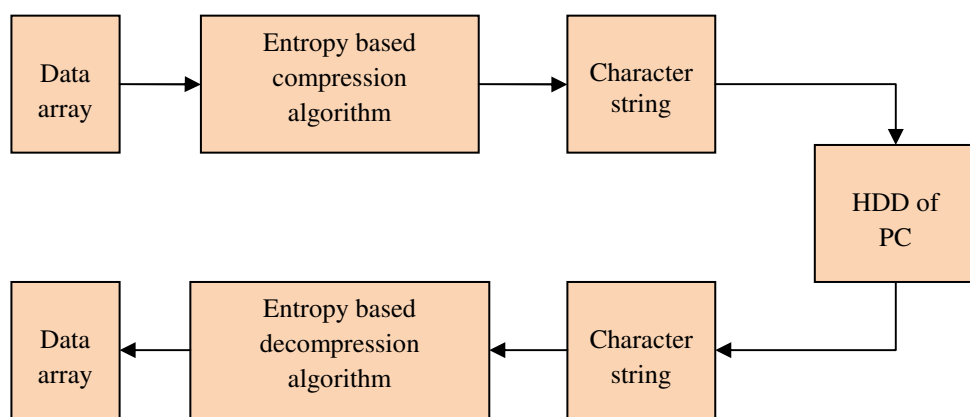 Data
array
Entropy based
compression
algorithm
Character
string
HDD of
PC
Data
array
Entropy based
decompression
algorithm
Character
string